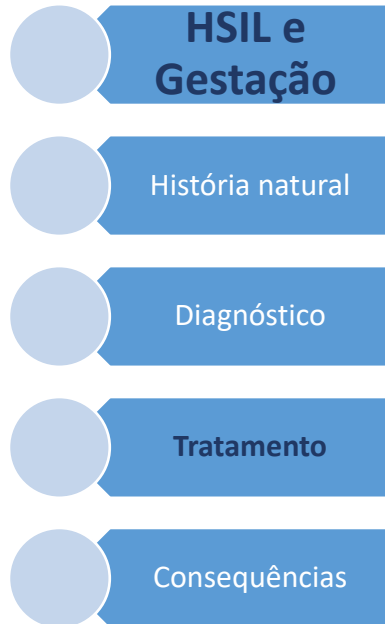 HSIL e
Gestação
História natural
Diagnóstico
Tratamento
Consequências